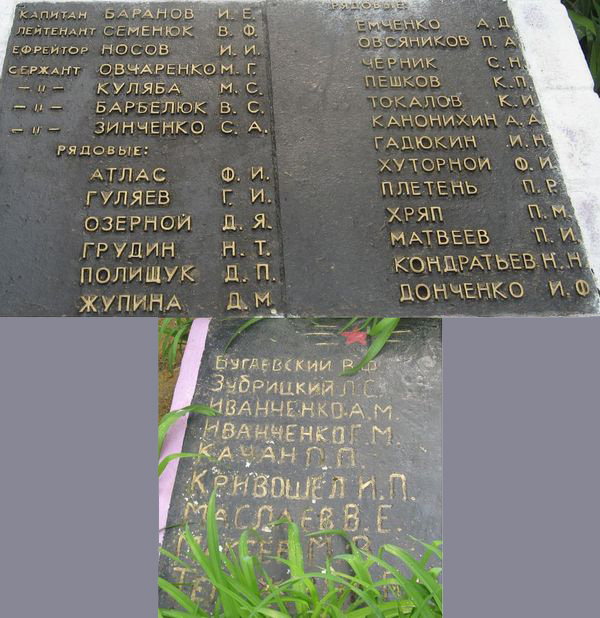 КАПИТАН БАРАНОВ И. Е.
ЛЕЙТЕНАНТ СЕМЕНЮК В. Ф.
ЕФРЕЙТОР НОСОВ И. И.
СЕРЖАНТ ОВЧАРЕНКО М. Г.
— " — КУЛЯБА М. С.
— " — БАРБЕЛЮК В. С.
— " — ЗИНЧЕНКО С. А.
РЯДОВЫЕ:
АТЛАС Ф. И.
ГУЛЯЕВ Г. И.
ОЗЕРНОЙ Д. Я.
ГРУДИН Н. Т.
ПОЛИЩУК Д. П.
ЖУПИНА Д. М
РЯДОВЫЕ:
ЕМЧЕНКО А. Д.
ОВСЯНИКОВ П. А.
ЧЕРНИК С. Н.
ПЕШКОВ К. П.
ТОКАЛОВ К. И.
КАНОНИХИН А. А.
ГАДЮКИН И. Н.
ХУТОРНОЙ Ф. И.
ПЛЕТЕНЬ П. Р.
ХРЯП П. М.
МАТВЕЕВ П. И.
КОНДРАТЬЕВ Н. Н
ДОНЧЕНКО И. Ф
БУГАЕВСКИЙ В. Ф.
ЗУБРИЦКИЙ Л. С.
ИВАНЧЕНКО А. М.
ИВАНЧЕНКО Г. М.
КАЧАН П. П.
КРИВОШЕЛ И. П.
МАСЛАЕВ В. Е.